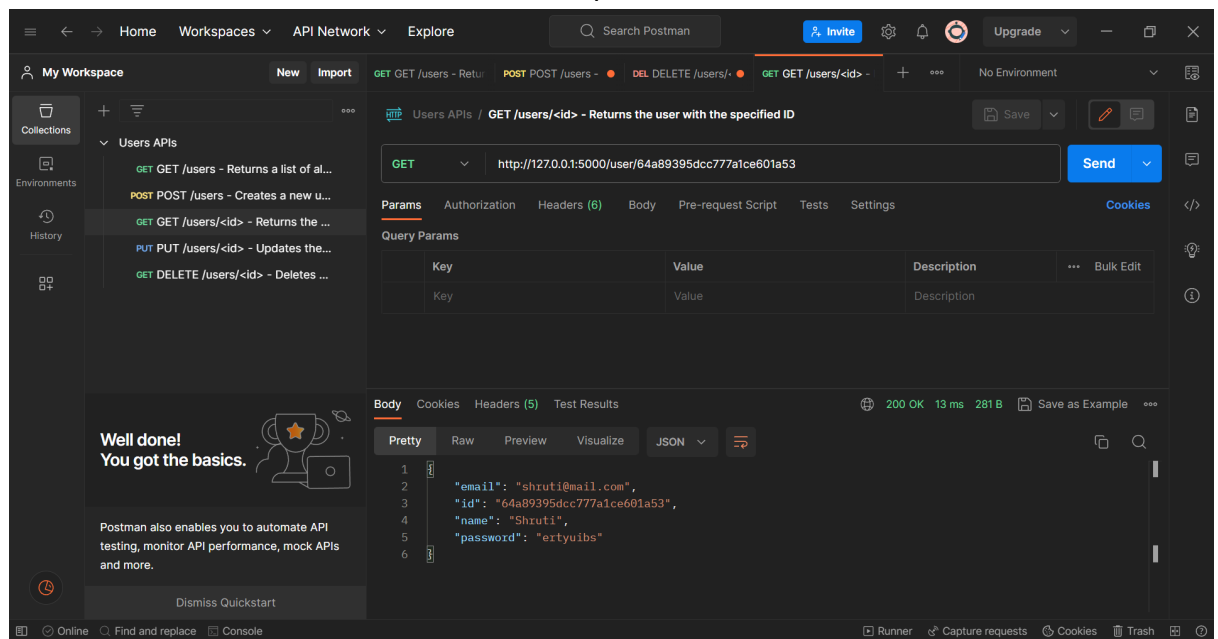 Home Workspaces API Network Explore Search Postman Invite Upgrade
My Workspace New Import GET GET /users - Retur POST POST /users - DEL DELETE /users/ GET GET /users/<id> - No Environment
Collections
Environments
History
Users APIs
GET GET /users - Returns a list of al...
POST POST /users - Creates a new u...
GET GET /users/<id> - Returns the ...
PUT PUT /users/<id> - Updates the...
GET DELETE /users/<id> - Deletes ...
Well done!
You got the basics.
Postman also enables you to automate API
testing, monitor API performance, mock APIs
and more.
Dismiss Quickstart
HTTP Users APIs / GET /users/<id> - Returns the user with the specified ID Save
GET http://127.0.0.1:5000/user/64a89395dcc777a1ce601a53 Send
Params Authorization Headers (6) Body Pre-request Script Tests Settings Cookies
Query Params
Key Value Description Bulk Edit
Key Value Description
Body Cookies Headers (5) Test Results 200 OK 13 ms 281 B Save as Example
Pretty Raw Preview Visualize JSON
1 {
2 "email": "shruti@mail.com",
3 "id": "64a89395dcc777a1ce601a53",
4 "name": "Shruti",
5 "password": "ertyuibs"
6 }
Online Find and replace Console Runner Capture requests Cookies Trash